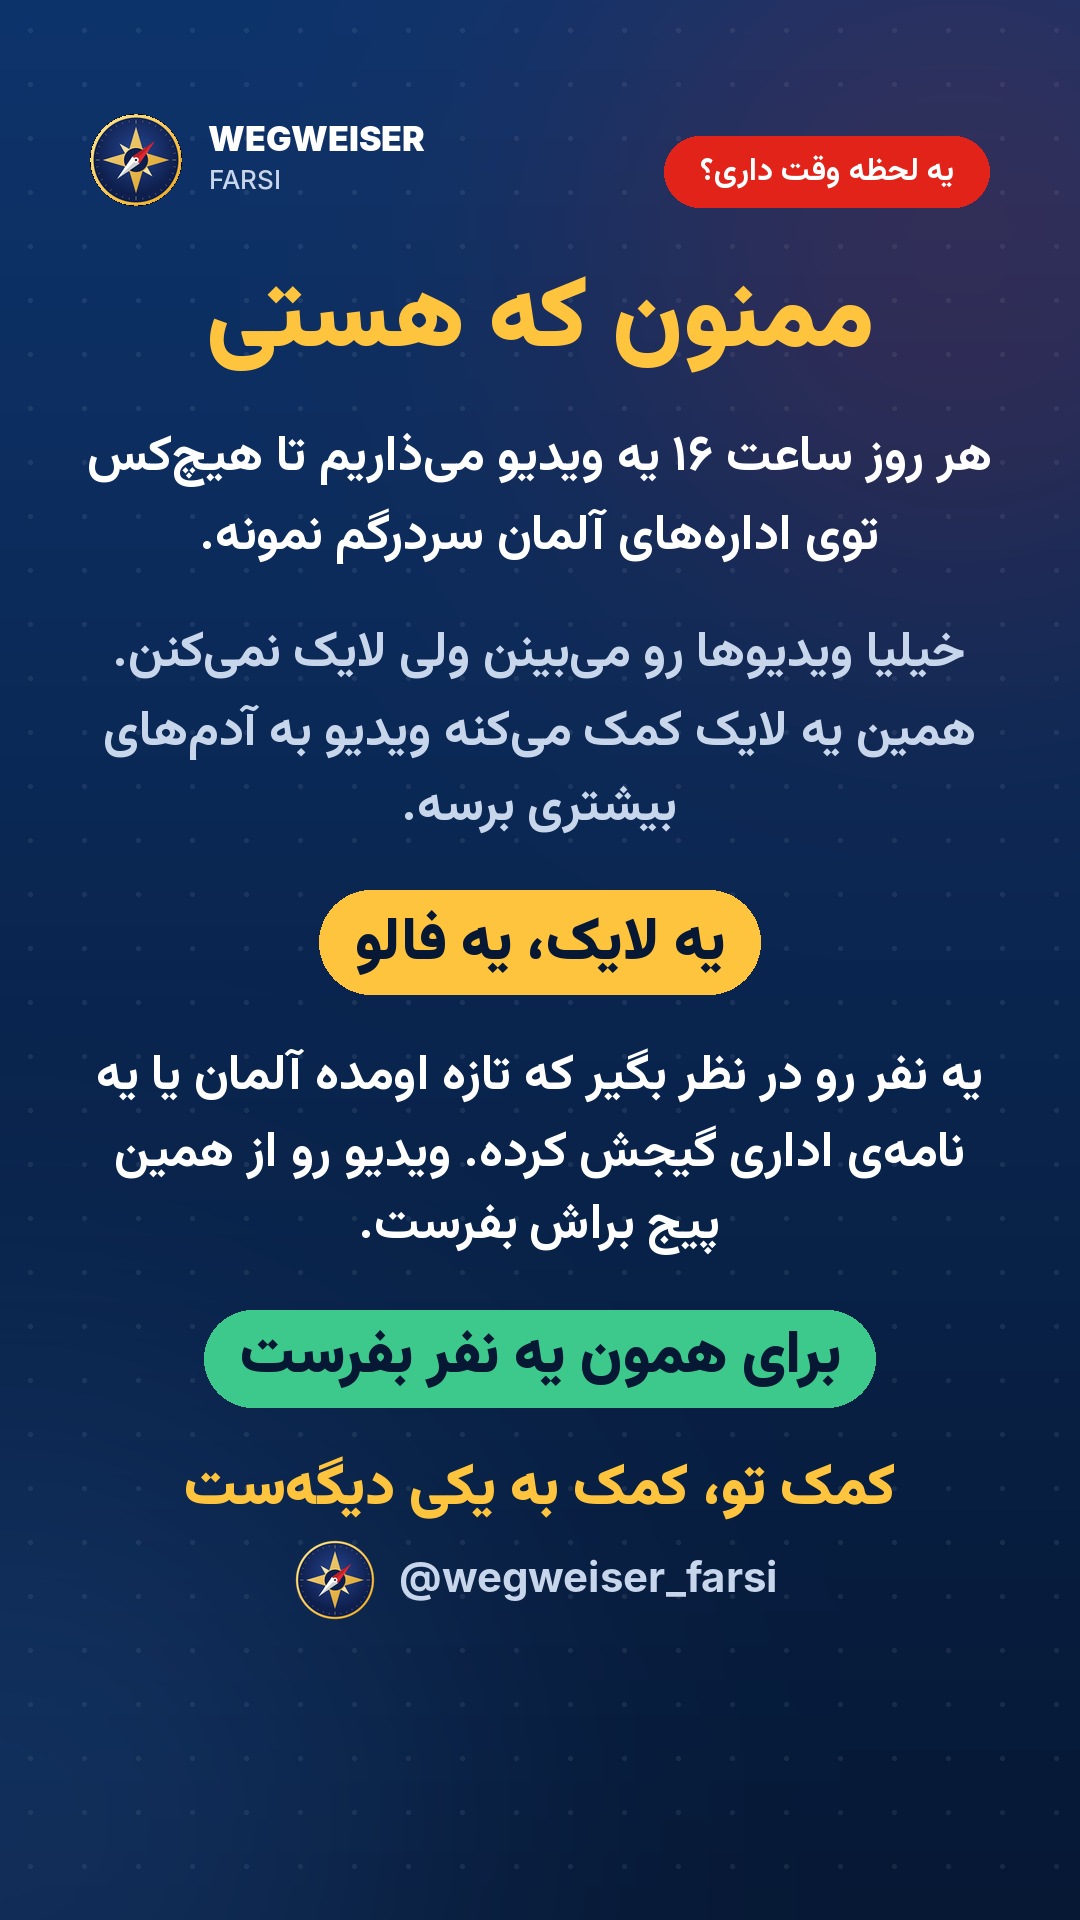 WEGWEISER
FARSI
یه لحظه وقت داری؟
ممنون که هستی
هر روز ساعت ۱۶ یه ویدیو می‌ذاریم تا هیچ‌کس
توی اداره‌های آلمان سردرگم نمونه.
خیلیا ویدیوها رو می‌بینن ولی لایک نمی‌کنن.
همین یه لایک کمک می‌کنه ویدیو به آدم‌های
بیشتری برسه.
یه لایک، یه فالو
یه نفر رو در نظر بگیر که تازه اومده آلمان یا یه
نامه‌ی اداری گیجش کرده. ویدیو رو از همین
پیج براش بفرست.
برای همون یه نفر بفرست
کمک تو، کمک به یکی دیگه‌ست
@wegweiser_farsi